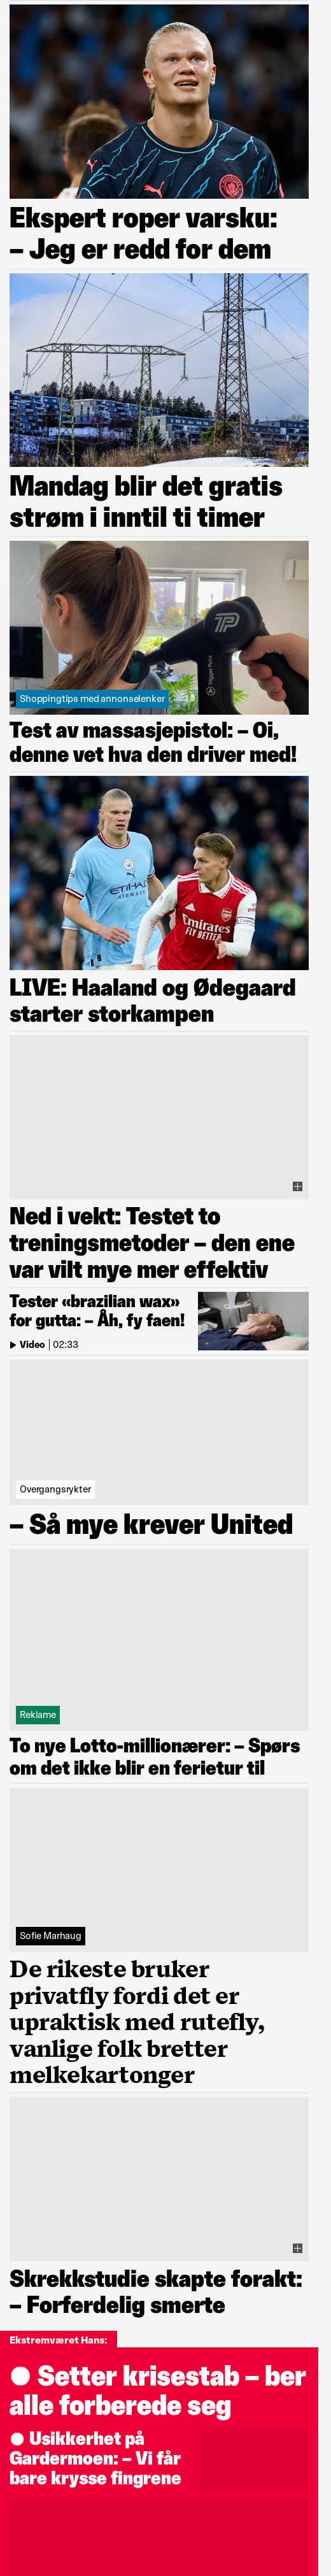 Ekspert roper varsku:
– Jeg er redd for dem
Mandag blir det gratis
strøm i inntil ti timer
Shoppingtips med annonselenker
Test av massasjepistol: – Oi,
denne vet hva den driver med!
LIVE: Haaland og Ødegaard
starter storkampen
Ned i vekt: Testet to
treningsmetoder – den ene
var vilt mye mer effektiv
Tester «brazilian wax»
for gutta: – Åh, fy faen!
Video | 02:33
Overgangsrykter
– Så mye krever United
Reklame
To nye Lotto-millionærer: – Spørs
om det ikke blir en ferietur til
Sofie Marhaug
De rikeste bruker
privatfly fordi det er
upraktisk med rutefly,
vanlige folk bretter
melkekartonger
Skrekkstudie skapte forakt:
– Forferdelig smerte
Ekstremværet Hans:
Setter krisestab – ber
alle forberede seg
Usikkerhet på
Gardermoen: – Vi får
bare krysse fingrene